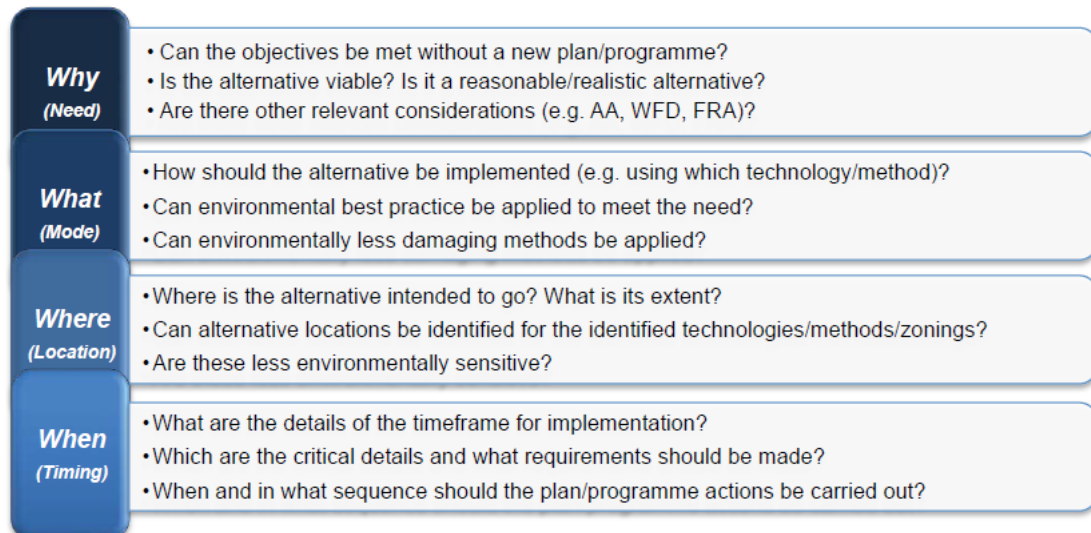 Why
(Need)
• Can the objectives be met without a new plan/programme?
• Is the alternative viable? Is it a reasonable/realistic alternative?
• Are there other relevant considerations (e.g. AA, WFD, FRA)?
What
(Mode)
• How should the alternative be implemented (e.g. using which technology/method)?
• Can environmental best practice be applied to meet the need?
• Can environmentally less damaging methods be applied?
Where
(Location)
• Where is the alternative intended to go? What is its extent?
• Can alternative locations be identified for the identified technologies/methods/zonings?
• Are these less environmentally sensitive?
When
(Timing)
• What are the details of the timeframe for implementation?
• Which are the critical details and what requirements should be made?
• When and in what sequence should the plan/programme actions be carried out?